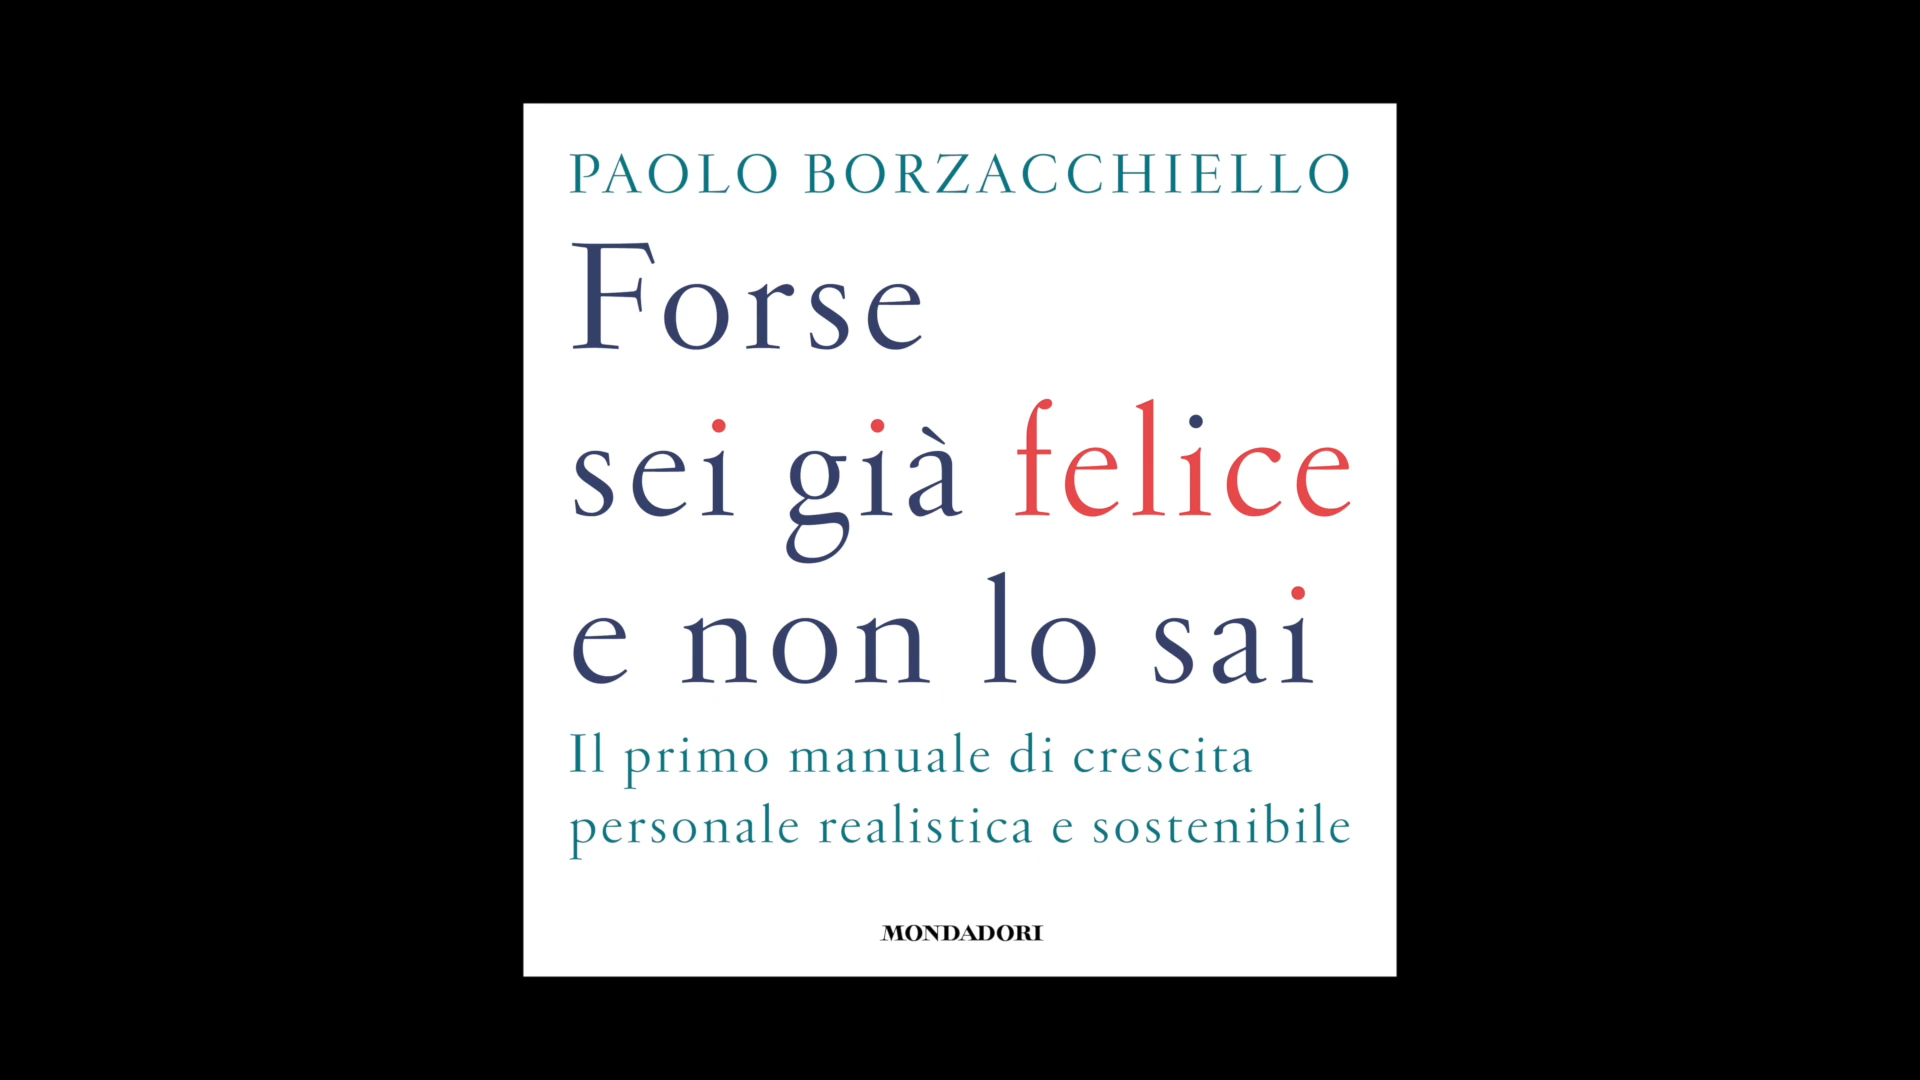 PAOLO BORZACCHIELLO
Forse
sei già felice
e non lo sai
Il primo manuale di crescita
personale realistica e sostenibile
MONDADORI